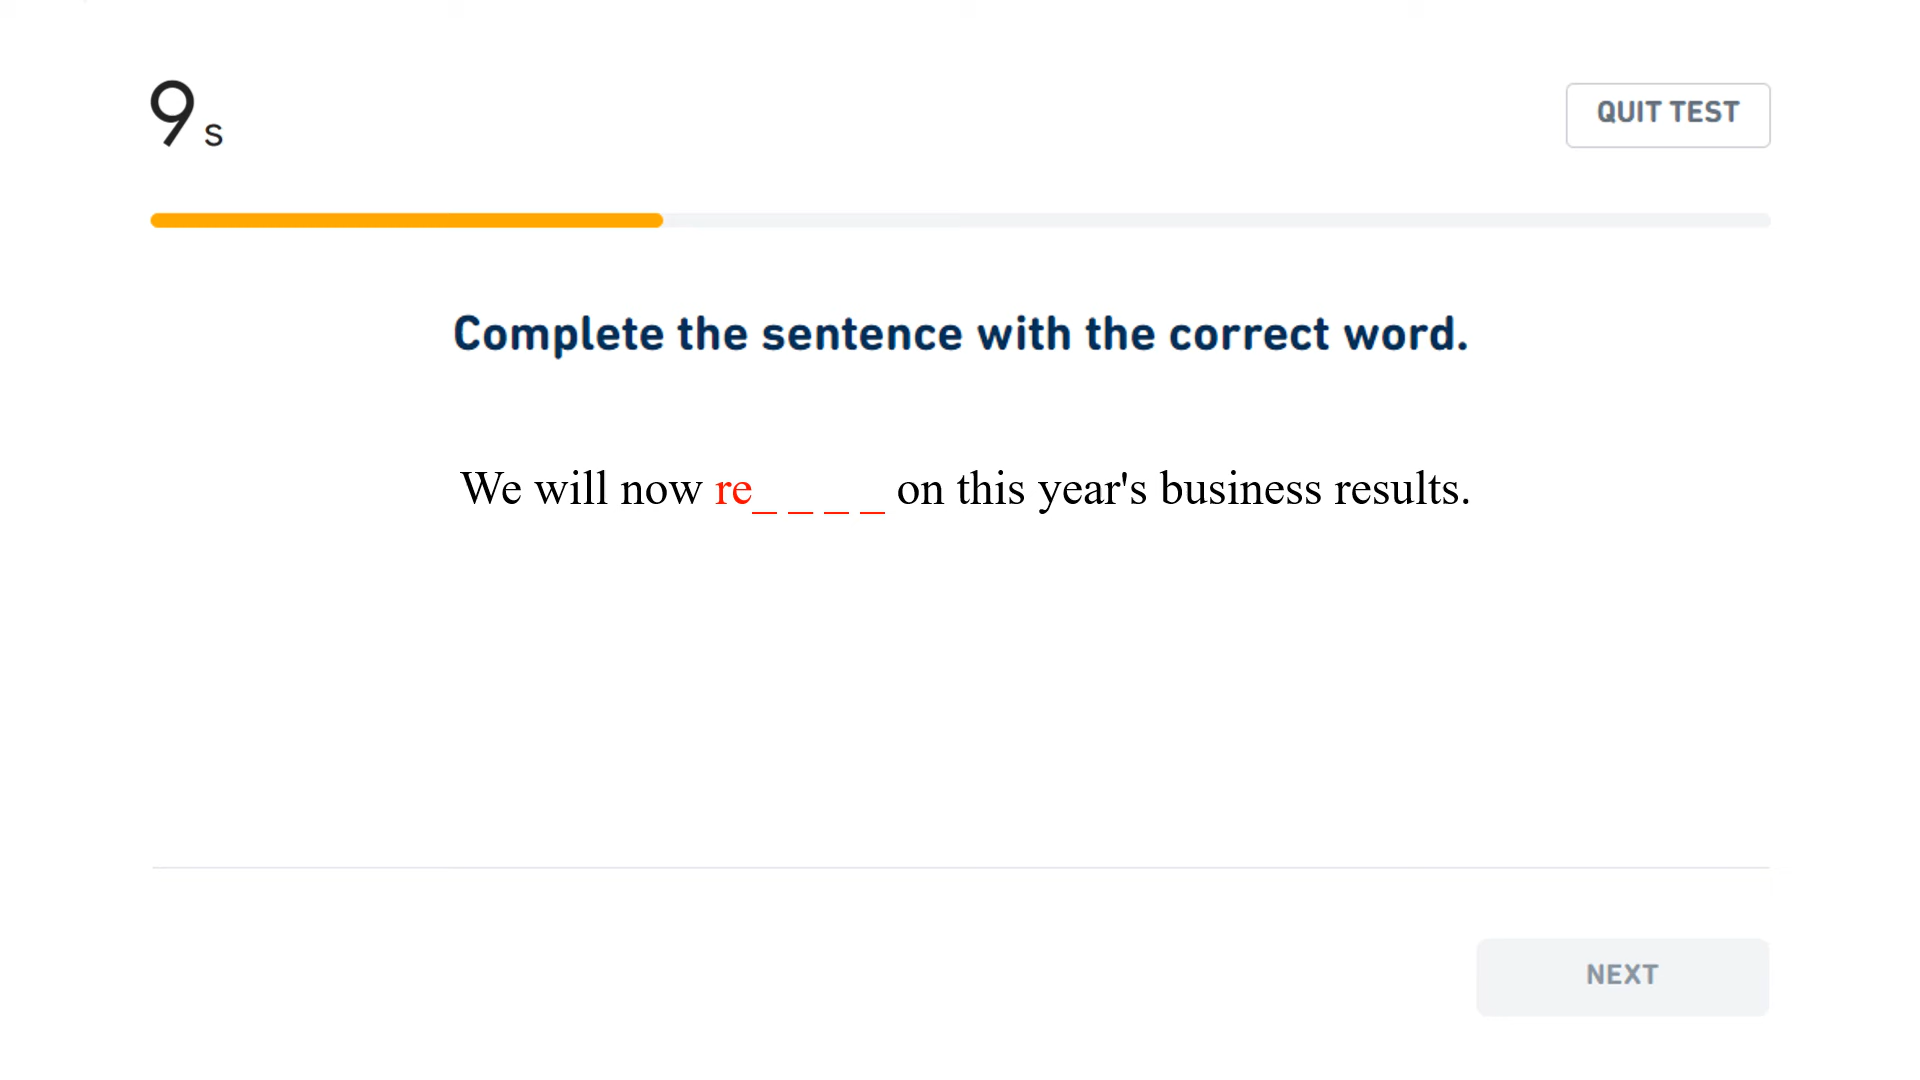 9 s
QUIT TEST
Complete the sentence with the correct word.
We will now re_ _ _ _ on this year's business results.
NEXT